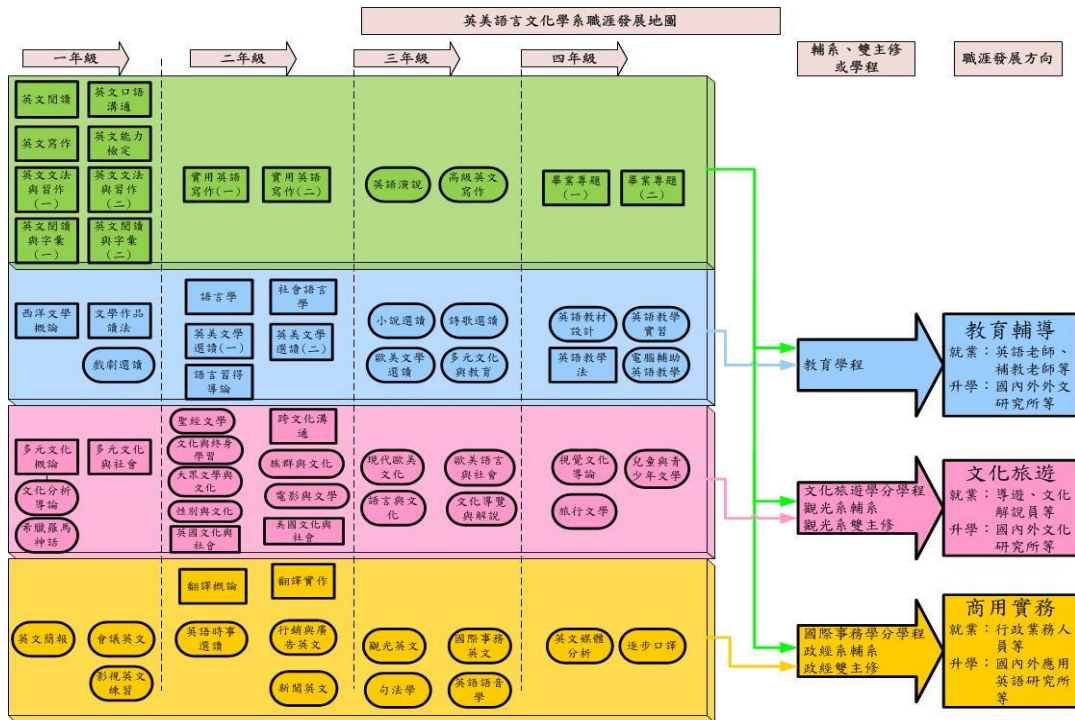 英美語言文化學系職涯發展地圖
一年級
二年級
三年級
四年級
輔系、雙主修
或學程
職涯發展方向
英文閱讀
英文口語
溝通
英文寫作
英文能力
檢定
英文文法
與習作
(一)
英文文法
與習作
(二)
英文閱讀
與字彙
(一)
英文閱讀
與字彙
(二)
實用英語
寫作(一)
實用英語
寫作(二)
英語演說
高級英文
寫作
畢業專題
(一)
畢業專題
(二)
西洋文學
概論
文學作品
讀法
戲劇選讀
語言學
社會語言
學
英美文學
選讀(一)
英美文學
選讀(二)
語言習得
導論
小說選讀
詩歌選讀
歐美文學
選讀
多元文化
與教育
英語教材
設計
英語教學
實習
英語教學
法
電腦輔助
英語教學
教育學程
教育輔導
就業：英語老師、
補教老師等
升學：國內外外文
研究所等
多元文化
概論
多元文化
與社會
文化分析
導論
希臘羅馬
神話
聖經文學
跨文化溝
通
文化與終身
學習
族群與文化
大眾文學與
文化
電影與文學
性別與文化
英國文化與
社會
美國文化與
社會
現代歐美
文化
歐美語言
與社會
語言與文
化
文化導覽
與解說
視覺文化
導論
兒童與青
少年文學
旅行文學
文化旅遊學分學程
觀光系輔系
觀光系雙主修
文化旅遊
就業：導遊、文化
解說員等
升學：國內外文化
研究所等
英文簡報
會議英文
影視英文
練習
翻譯概論
翻譯實作
英語時事
選讀
行銷與廣
告英文
新聞英文
觀光英文
國際事務
英文
句法學
英語語音
學
英文媒體
分析
逐步口譯
國際事務學分學程
政經系輔系
政經雙主修
商用實務
就業：行政業務人
員等
升學：國內外應用
英語研究所
等